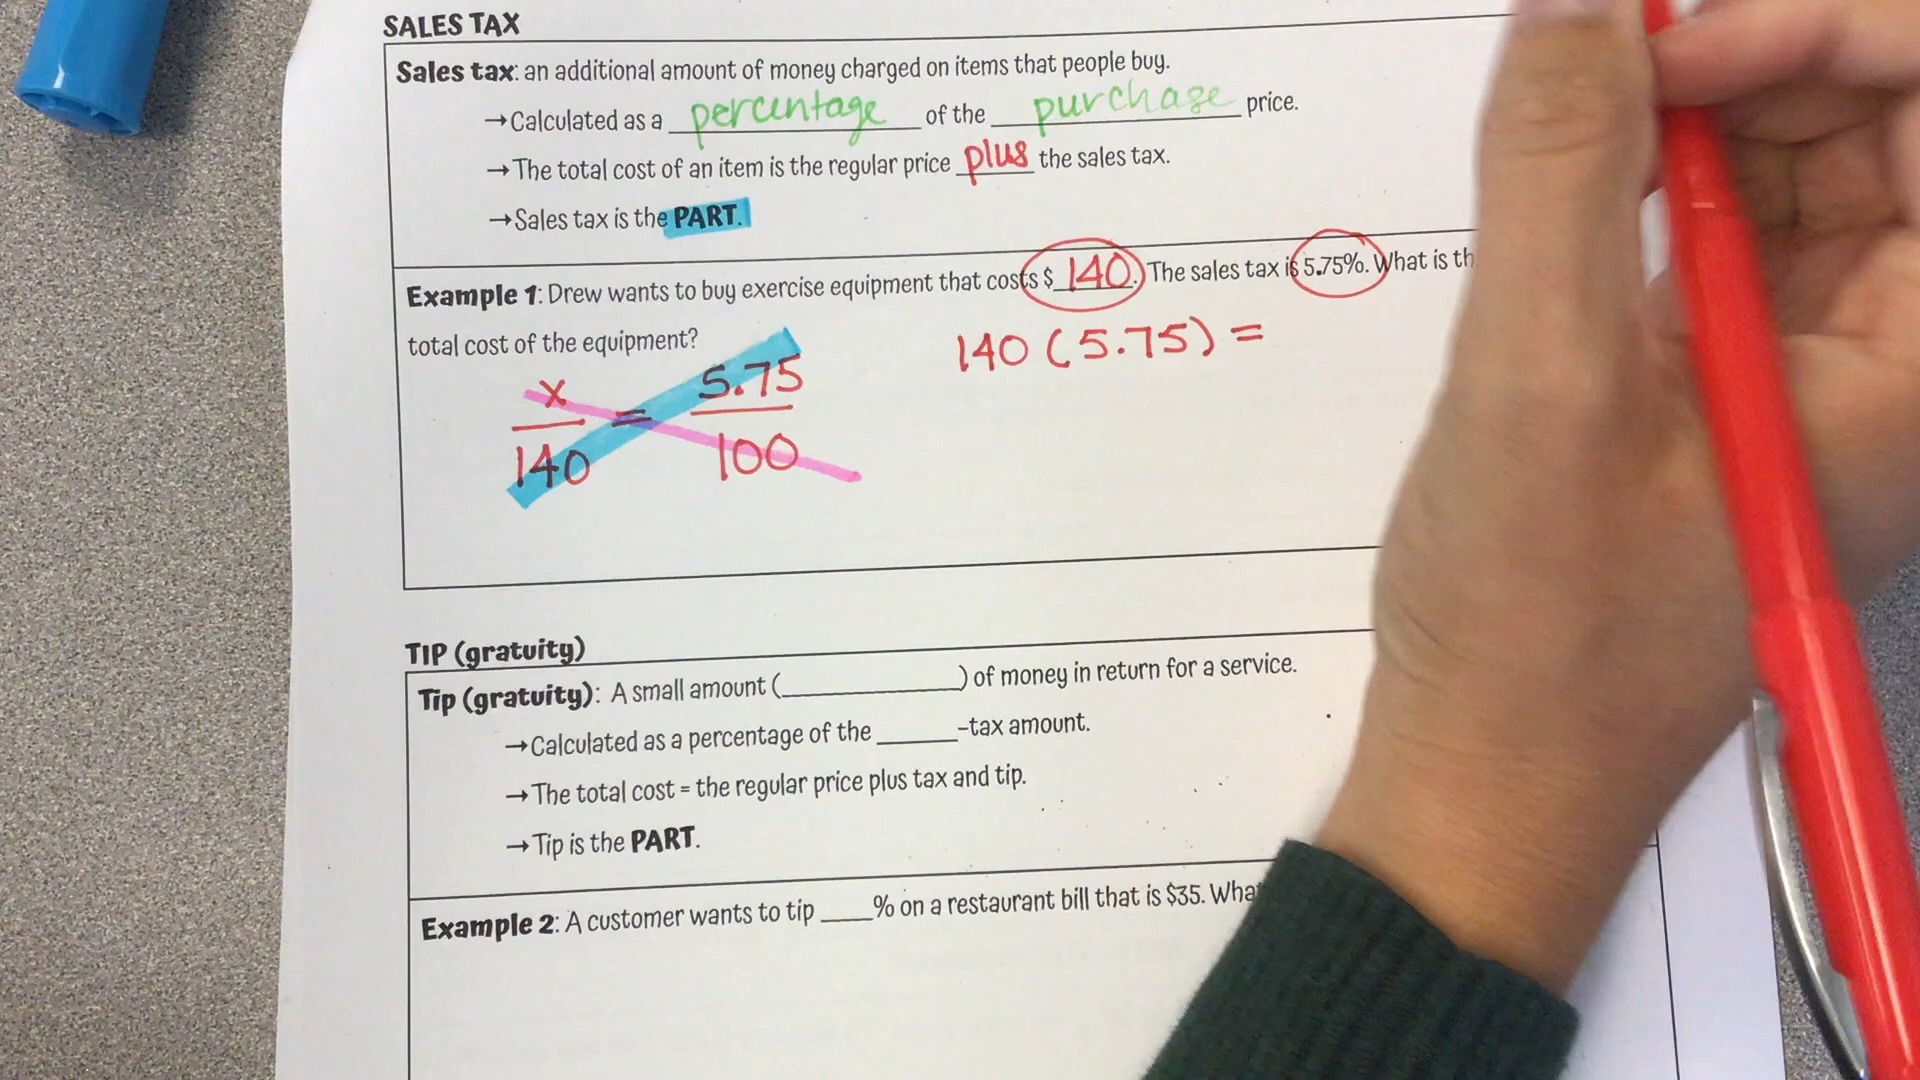 SALES TAX
Sales tax: an additional amount of money charged on items that people buy.
→Calculated as a percentage of the purchase price.
→The total cost of an item is the regular price plus the sales tax.
→Sales tax is the PART.
Example 1: Drew wants to buy exercise equipment that costs $ 140. The sales tax is 5.75%. What is th
total cost of the equipment?
140 (5.75) =
x = 5.75
140 100
TIP (gratuity)
Tip (gratuity): A small amount (____________) of money in return for a service.
→Calculated as a percentage of the ______-tax amount.
→The total cost = the regular price plus tax and tip.
→Tip is the PART.
Example 2: A customer wants to tip ____% on a restaurant bill that is $35. Wha